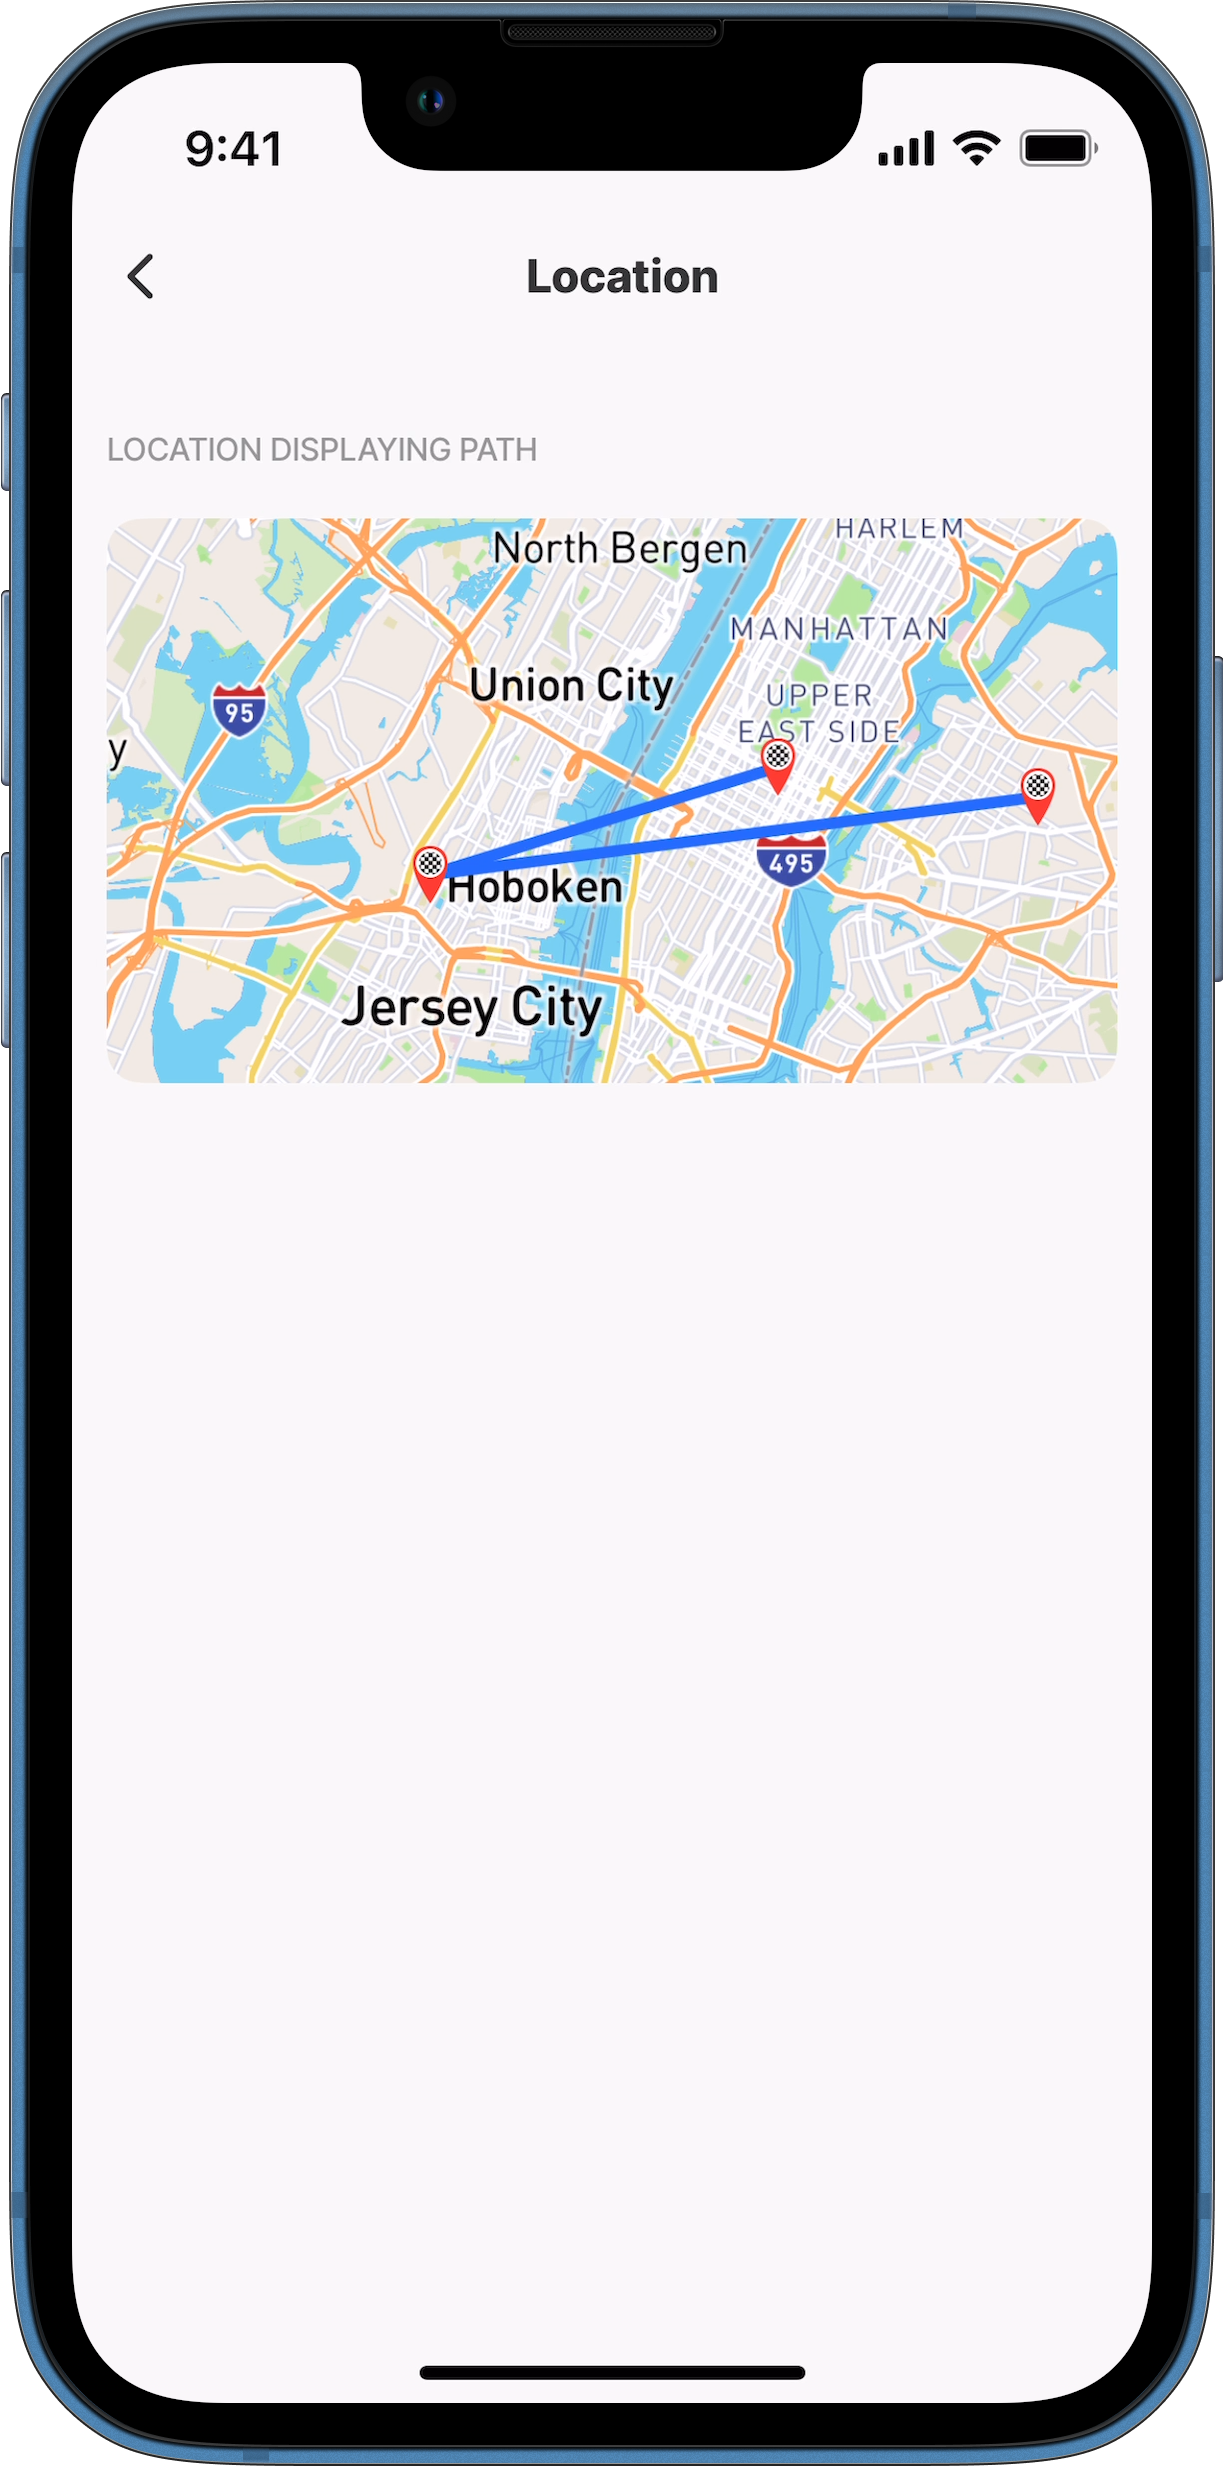 9:41
Location
LOCATION DISPLAYING PATH
HARLEM
North Bergen
MANHATTAN
Union City
UPPER
EAST SIDE
95
y
495
Hoboken
Jersey City